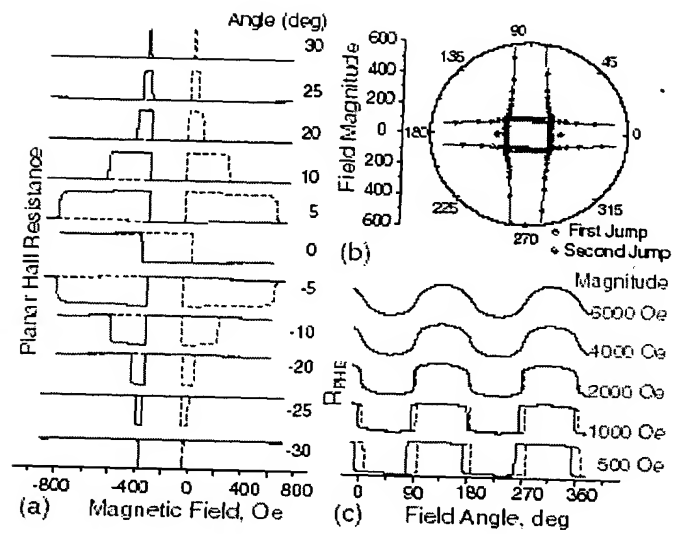 Angle (deg)
30
25
20
10
5
0
-5
-10
-20
-25
-30
Planar Hall Resistance
-800 -400 0 400 800
(a) Magnetic Field, Oe
600
400
200
0
200
400
600
Field Magnitude
90
135 45
180 0
225 315
270
First Jump
Second Jump
(b)
Magnitude
6000 Oe
4000 Oe
2000 Oe
1000 Oe
500 Oe
R_PHE
0 90 180 270 360
(c) Field Angle, deg